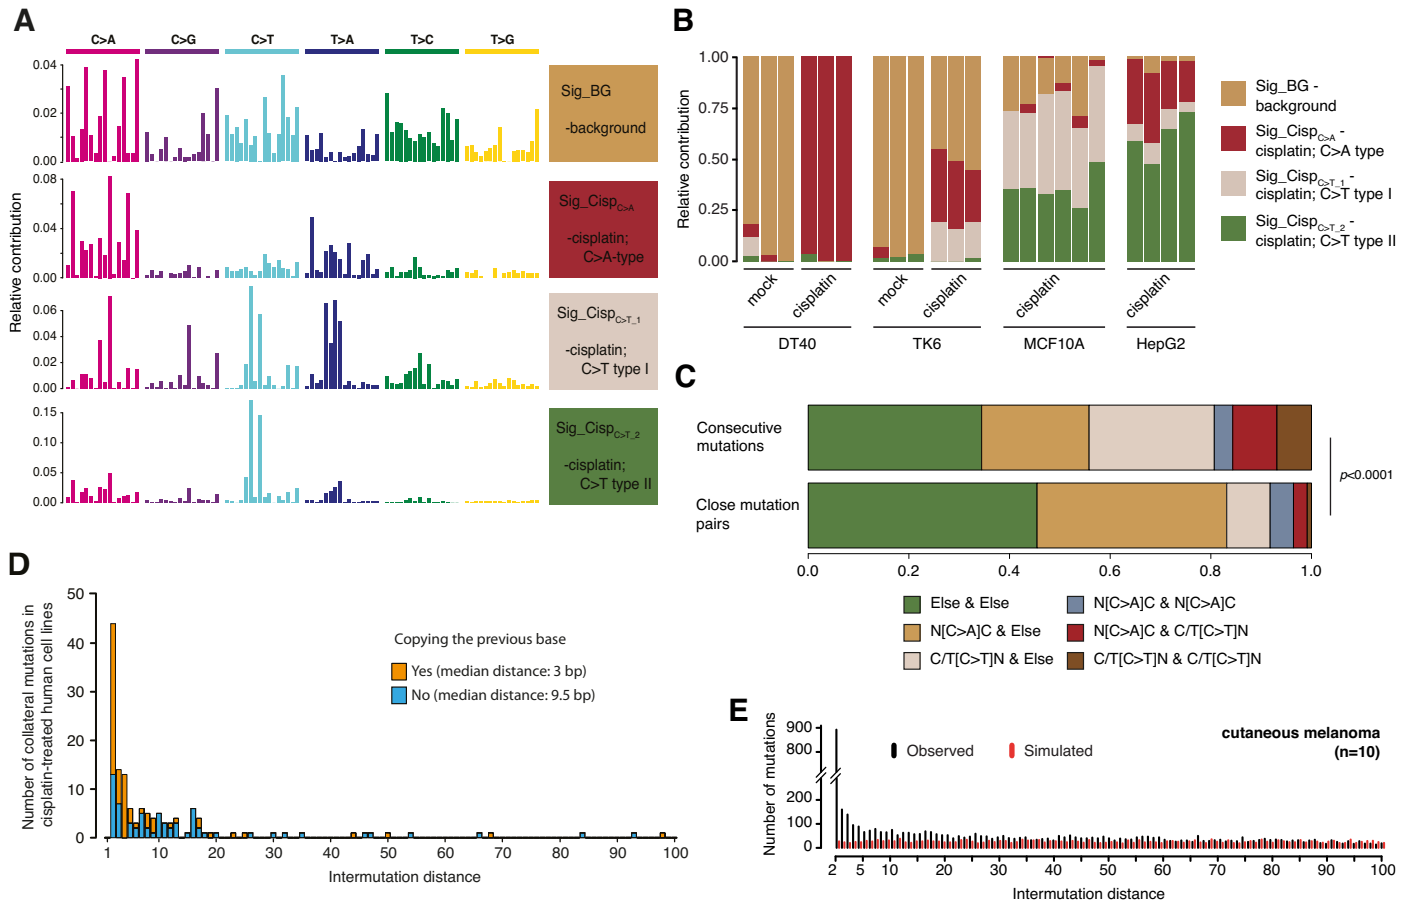 A
C>A C>G C>T T>A T>C T>G
Relative contribution
0.04
0.02
0.00
Sig_BG
-background
0.08
0.04
0.00
Sig_Cisp C>A
-cisplatin;
C>A-type
0.06
0.04
0.02
0.00
Sig_Cisp C>T_1
-cisplatin;
C>T type I
0.15
0.10
0.05
0.00
Sig_Cisp C>T_2
-cisplatin;
C>T type II
B
Relative contribution
1.00
0.75
0.50
0.25
0.00
mock cisplatin mock cisplatin cisplatin cisplatin
DT40 TK6 MCF10A HepG2
Sig_BG -
background
Sig_Cisp C>A -
cisplatin; C>A type
Sig_Cisp C>T_1 -
cisplatin; C>T type I
Sig_Cisp C>T_2 -
cisplatin; C>T type II
C
Consecutive
mutations
Close mutation
pairs
p<0.0001
0.0 0.2 0.4 0.6 0.8 1.0
Else & Else
N[C>A]C & Else
C/T[C>T]N & Else
N[C>A]C & N[C>A]C
N[C>A]C & C/T[C>T]N
C/T[C>T]N & C/T[C>T]N
D
Number of collateral mutations in
cisplatin-treated human cell lines
50
40
30
20
10
0
Copying the previous base
Yes (median distance: 3 bp)
No (median distance: 9.5 bp)
1 10 20 30 40 50 60 70 80 90 100
Intermutation distance
E
Number of mutations
900
800
200
100
0
Observed
Simulated
cutaneous melanoma
(n=10)
2 5 10 20 30 40 50 60 70 80 90 100
Intermutation distance